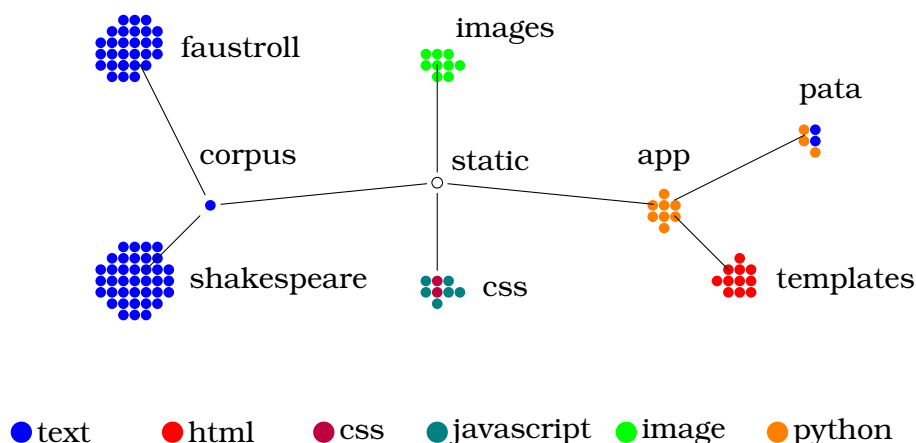 images
faustroll
pata
corpus
static
app
shakespeare
css
templates
text html css javascript image python